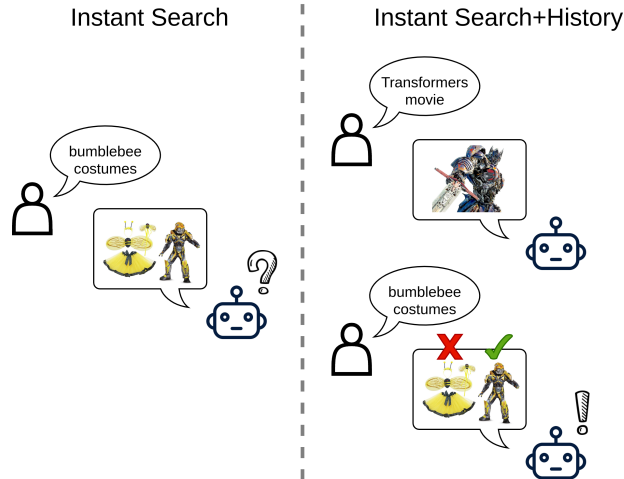 Instant Search
Instant Search+History
bumblebee
costumes
Transformers
movie
bumblebee
costumes